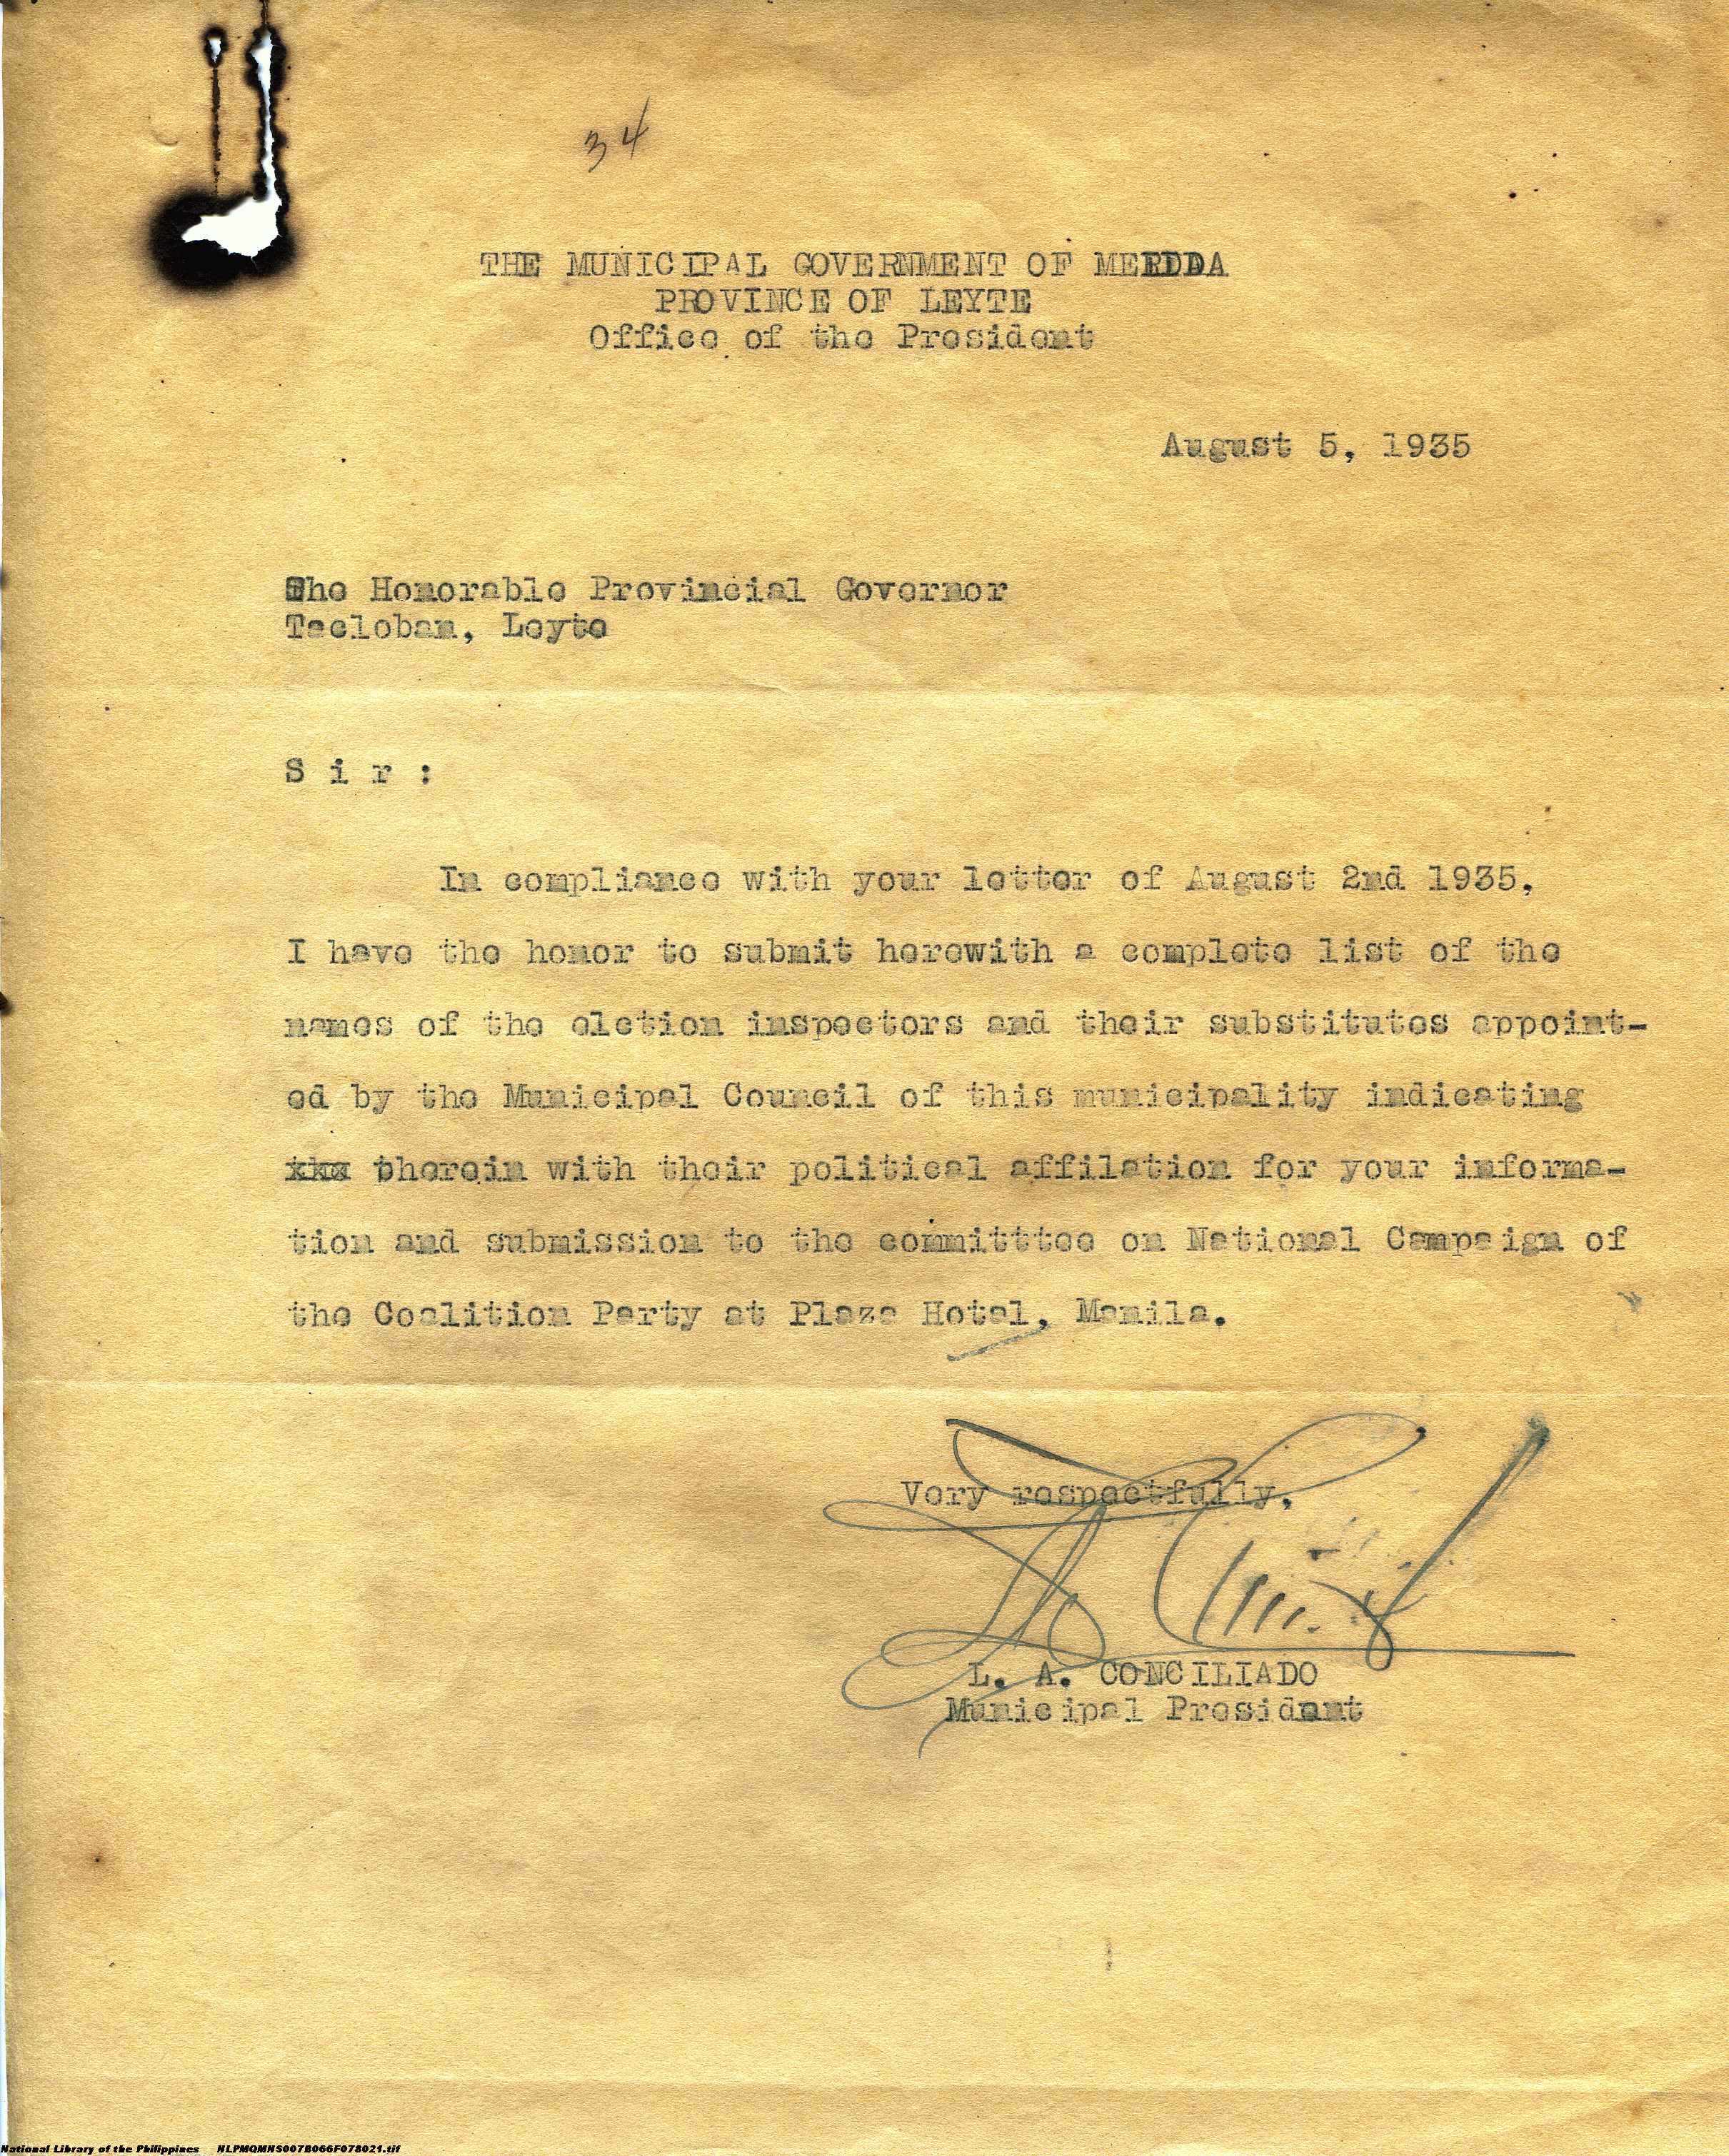 34
THE MUNICIPAL GOVERNMENT OF MERIDA
PROVINCE OF LEYTE
Office of the President
August 5, 1935
The Honorable Provincial Governor
Tacloban, Leyte
S i r :
In compliance with your letter of August 2nd 1935,
I have the honor to submit herewith a complete list of the
names of the eletion inspectors and their substitutes appoint-
ed by the Municipal Council of this municipality indicating
xkx therein with their political affilation for your informa-
tion and submission to the committtee on National Campaign of
the Coalition Party at Plaza Hotel, Manila.
Very respectfully,
L. A. CONCILIADO
Municipal President
National Library of the Philippines NLPMQMNS007B066F078021.tif